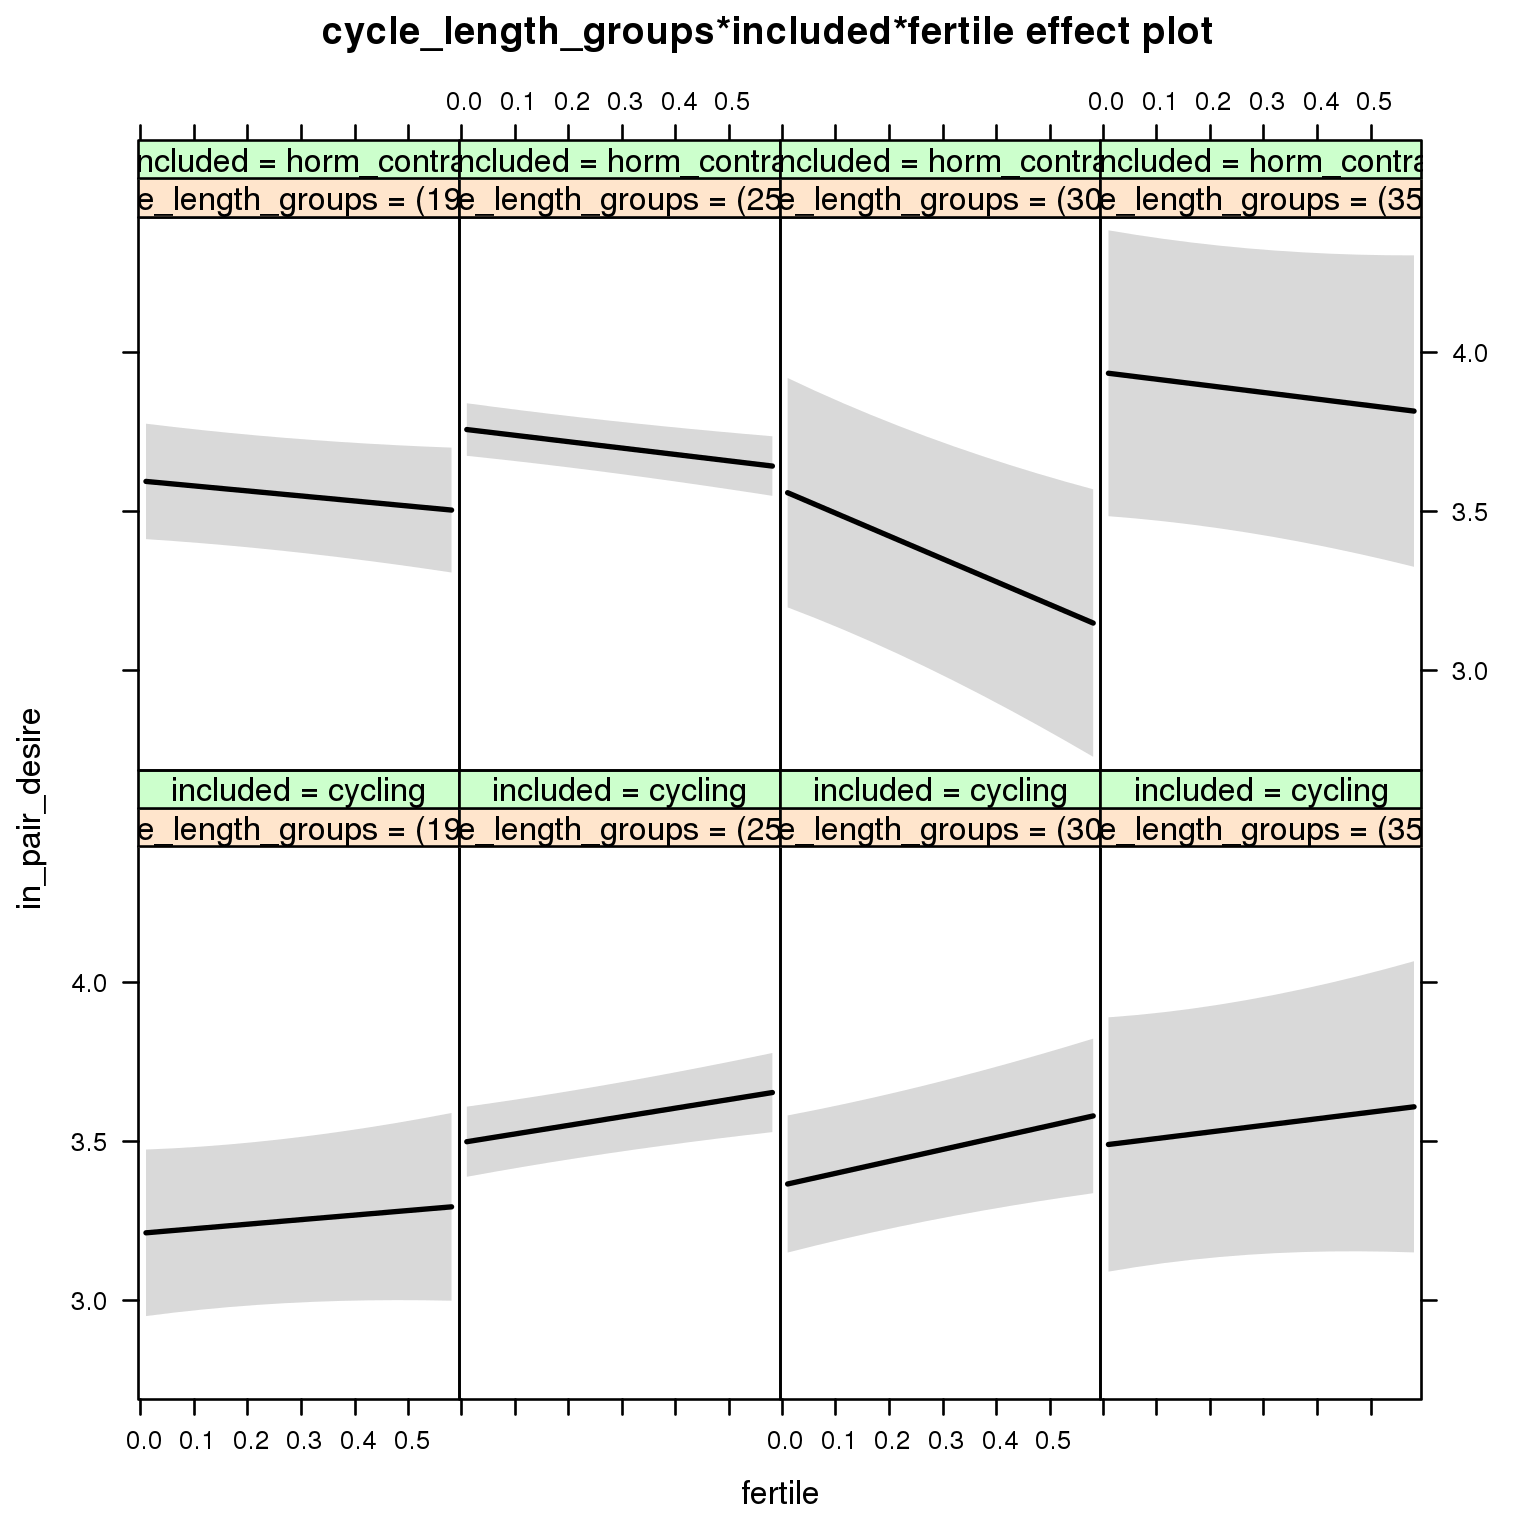 cycle_length_groups*included*fertile effect plot
0.0 0.1 0.2 0.3 0.4 0.5 0.0 0.1 0.2 0.3 0.4 0.5
ncluded = horm_contra ncluded = horm_contra ncluded = horm_contra ncluded = horm_contra
e_length_groups = (19 e_length_groups = (25 e_length_groups = (30 e_length_groups = (35
4.0
3.5
3.0
in_pair_desire
included = cycling included = cycling included = cycling included = cycling
e_length_groups = (19 e_length_groups = (25 e_length_groups = (30 e_length_groups = (35
4.0
3.5
3.0
0.0 0.1 0.2 0.3 0.4 0.5 0.0 0.1 0.2 0.3 0.4 0.5
fertile